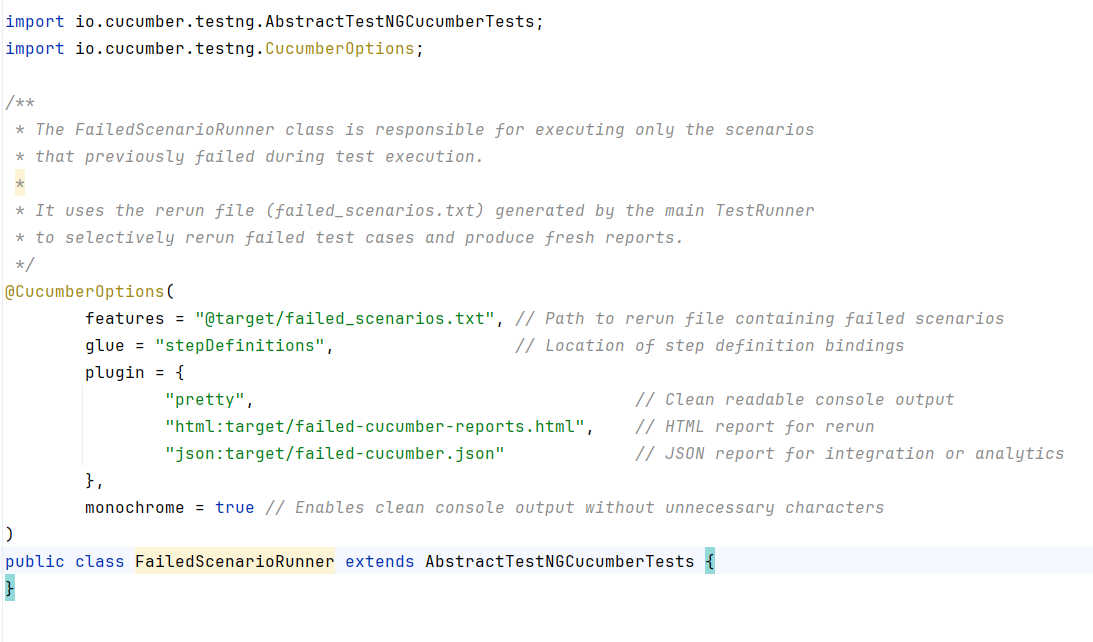 import io.cucumber.testng.AbstractTestNGCucumberTests;
import io.cucumber.testng.CucumberOptions;
/**
 * The FailedScenarioRunner class is responsible for executing only the scenarios
 * that previously failed during test execution.
 *
 * It uses the rerun file (failed_scenarios.txt) generated by the main TestRunner
 * to selectively rerun failed test cases and produce fresh reports.
 */
@CucumberOptions(
        features = "@target/failed_scenarios.txt", // Path to rerun file containing failed scenarios
        glue = "stepDefinitions",                  // Location of step definition bindings
        plugin = {
                "pretty",                                      // Clean readable console output
                "html:target/failed-cucumber-reports.html",    // HTML report for rerun
                "json:target/failed-cucumber.json"             // JSON report for integration or analytics
        },
        monochrome = true // Enables clean console output without unnecessary characters
)
public class FailedScenarioRunner extends AbstractTestNGCucumberTests {
}